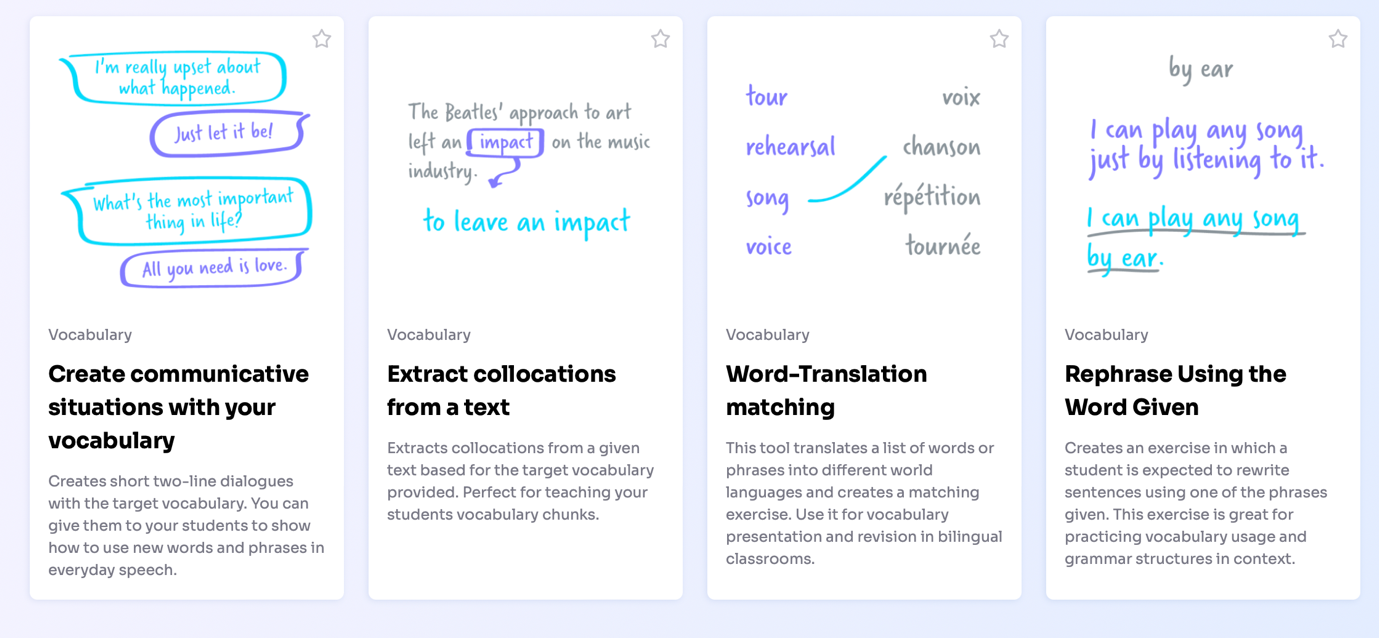 I'm really upset about
what happened.
Just let it be!
What's the most important
thing in life?
All you need is love.
Vocabulary
Create communicative
situations with your
vocabulary
Creates short two-line dialogues
with the target vocabulary. You can
give them to your students to show
how to use new words and phrases in
everyday speech.
The Beatles' approach to art
left an impact on the music
industry.
to leave an impact
Vocabulary
Extract collocations
from a text
Extracts collocations from a given
text based for the target vocabulary
provided. Perfect for teaching your
students vocabulary chunks.
tour voix
rehearsal chanson
song répétition
voice tournée
Vocabulary
Word-Translation
matching
This tool translates a list of words or
phrases into different world
languages and creates a matching
exercise. Use it for vocabulary
presentation and revision in bilingual
classrooms.
by ear
I can play any song
just by listening to it.
I can play any song
by ear.
Vocabulary
Rephrase Using the
Word Given
Creates an exercise in which a
student is expected to rewrite
sentences using one of the phrases
given. This exercise is great for
practicing vocabulary usage and
grammar structures in context.